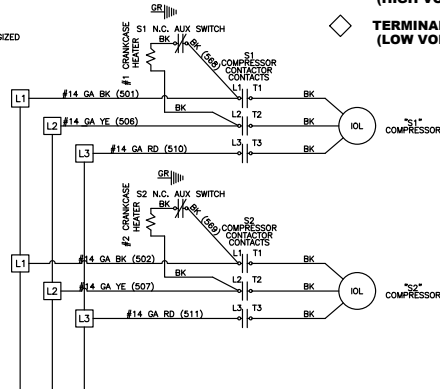 (HIGH VO
TERMINAL
(LOW VOL
SIZED
GR
S1 N.C. AUX SWITCH
BK
BK (568)
#1 CRANKCASE
HEATER
S1
COMPRESSOR
CONTACTOR
CONTACTS
L1 #14 GA BK (501) L1 T1 BK
BK
L2 #14 GA YE (506) L2 T2 BK IOL "S1"
COMPRESSOR
L3 #14 GA RD (510) L3 T3 BK
GR
S2 N.C. AUX SWITCH
BK
BK (569)
#2 CRANKCASE
HEATER
S2
COMPRESSOR
CONTACTOR
CONTACTS
L1 #14 GA BK (502) L1 T1 BK
BK
L2 #14 GA YE (507) L2 T2 BK IOL "S2"
COMPRESSOR
L3 #14 GA RD (511) L3 T3 BK